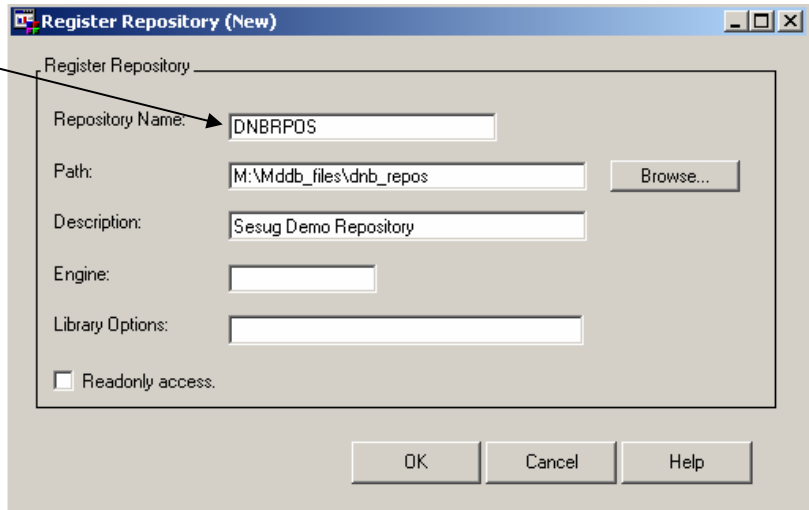 Register Repository (New)
Register Repository
Repository Name: DNBRPOS
Path: M:\Mddb_files\dnb_repos Browse...
Description: Sesug Demo Repository
Engine:
Library Options:
Readonly access.
OK Cancel Help